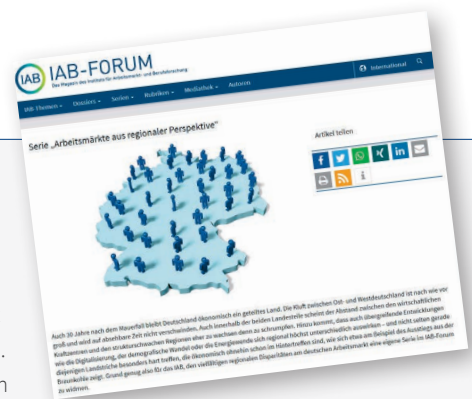 IAB IAB-FORUM
Das Magazin des Instituts für Arbeitsmarkt- und Berufsforschung
IAB-Themen Dossiers Serien Rubriken Mediathek Autoren International
Serie „Arbeitsmärkte aus regionaler Perspektive“
Artikel teilen
Auch 30 Jahre nach dem Mauerfall bleibt Deutschland ökonomisch ein geteiltes Land. Die Kluft zwischen Ost- und Westdeutschland ist nach wie vor
groß und wird auf absehbare Zeit nicht verschwinden. Auch innerhalb der beiden Landesteile scheint der Abstand zwischen den wirtschaftlichen
Kraftzentren und den strukturschwachen Regionen eher zu wachsen denn zu schrumpfen. Hinzu kommt, dass auch übergreifende Entwicklungen
wie die Digitalisierung, der demografische Wandel oder die Energiewende sich regional höchst unterschiedlich auswirken – und nicht selten gerade
diejenigen Landstriche besonders hart treffen, die ökonomisch ohnehin schon im Hintertreffen sind, wie sich etwa am Beispiel des Ausstiegs aus der
Braunkohle zeigt. Grund genug also für das IAB, den vielfältigen regionalen Disparitäten am deutschen Arbeitsmarkt eine eigene Serie im IAB-Forum
zu widmen.